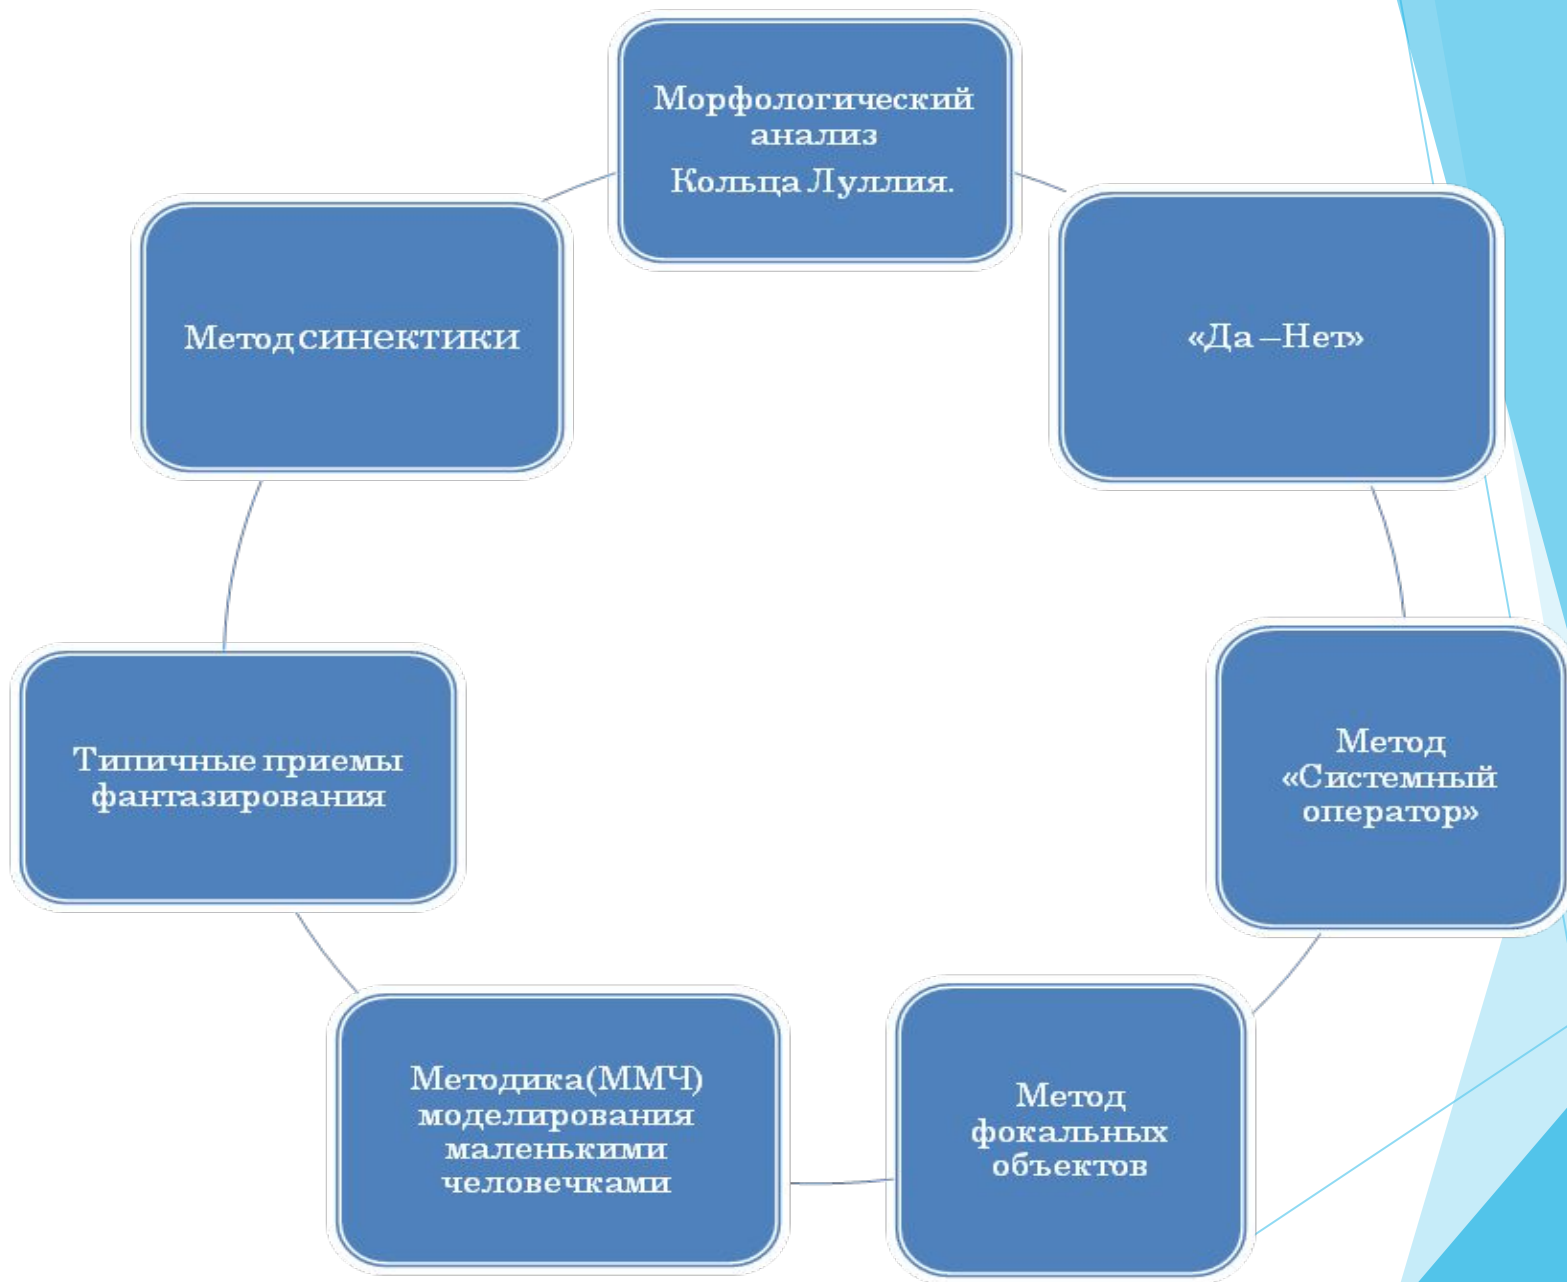 Морфологический
анализ
Кольца Луллия.
«Да –Нет»
Метод
«Системный
оператор»
Метод
фокальных
объектов
Методика(ММЧ)
моделирования
маленькими
человечками
Типичные приемы
фантазирования
Метод синектики